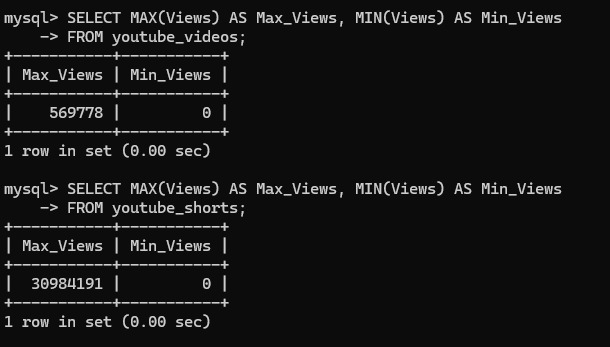 mysql> SELECT MAX(Views) AS Max_Views, MIN(Views) AS Min_Views
    -> FROM youtube_videos;
+-----------+-----------+
| Max_Views | Min_Views |
+-----------+-----------+
|    569778 |         0 |
+-----------+-----------+
1 row in set (0.00 sec)

mysql> SELECT MAX(Views) AS Max_Views, MIN(Views) AS Min_Views
    -> FROM youtube_shorts;
+-----------+-----------+
| Max_Views | Min_Views |
+-----------+-----------+
|  30984191 |         0 |
+-----------+-----------+
1 row in set (0.00 sec)